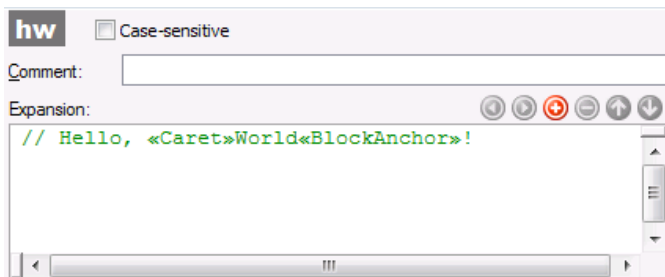 hw Case-sensitive
Comment:
Expansion:
// Hello, «Caret»World«BlockAnchor»!